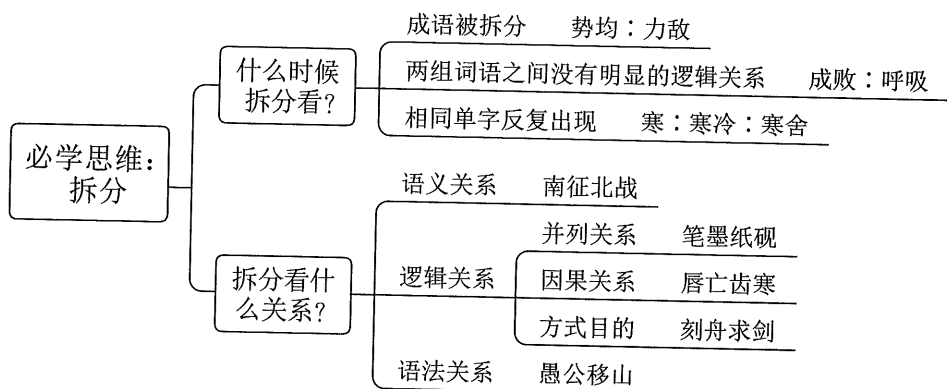 必学思维：
拆分
什么时候
拆分看？
成语被拆分 势均：力敌
两组词语之间没有明显的逻辑关系 成败：呼吸
相同单字反复出现 寒：寒冷：寒舍
拆分看什
么关系？
语义关系 南征北战
逻辑关系
并列关系 笔墨纸砚
因果关系 唇亡齿寒
方式目的 刻舟求剑
语法关系 愚公移山